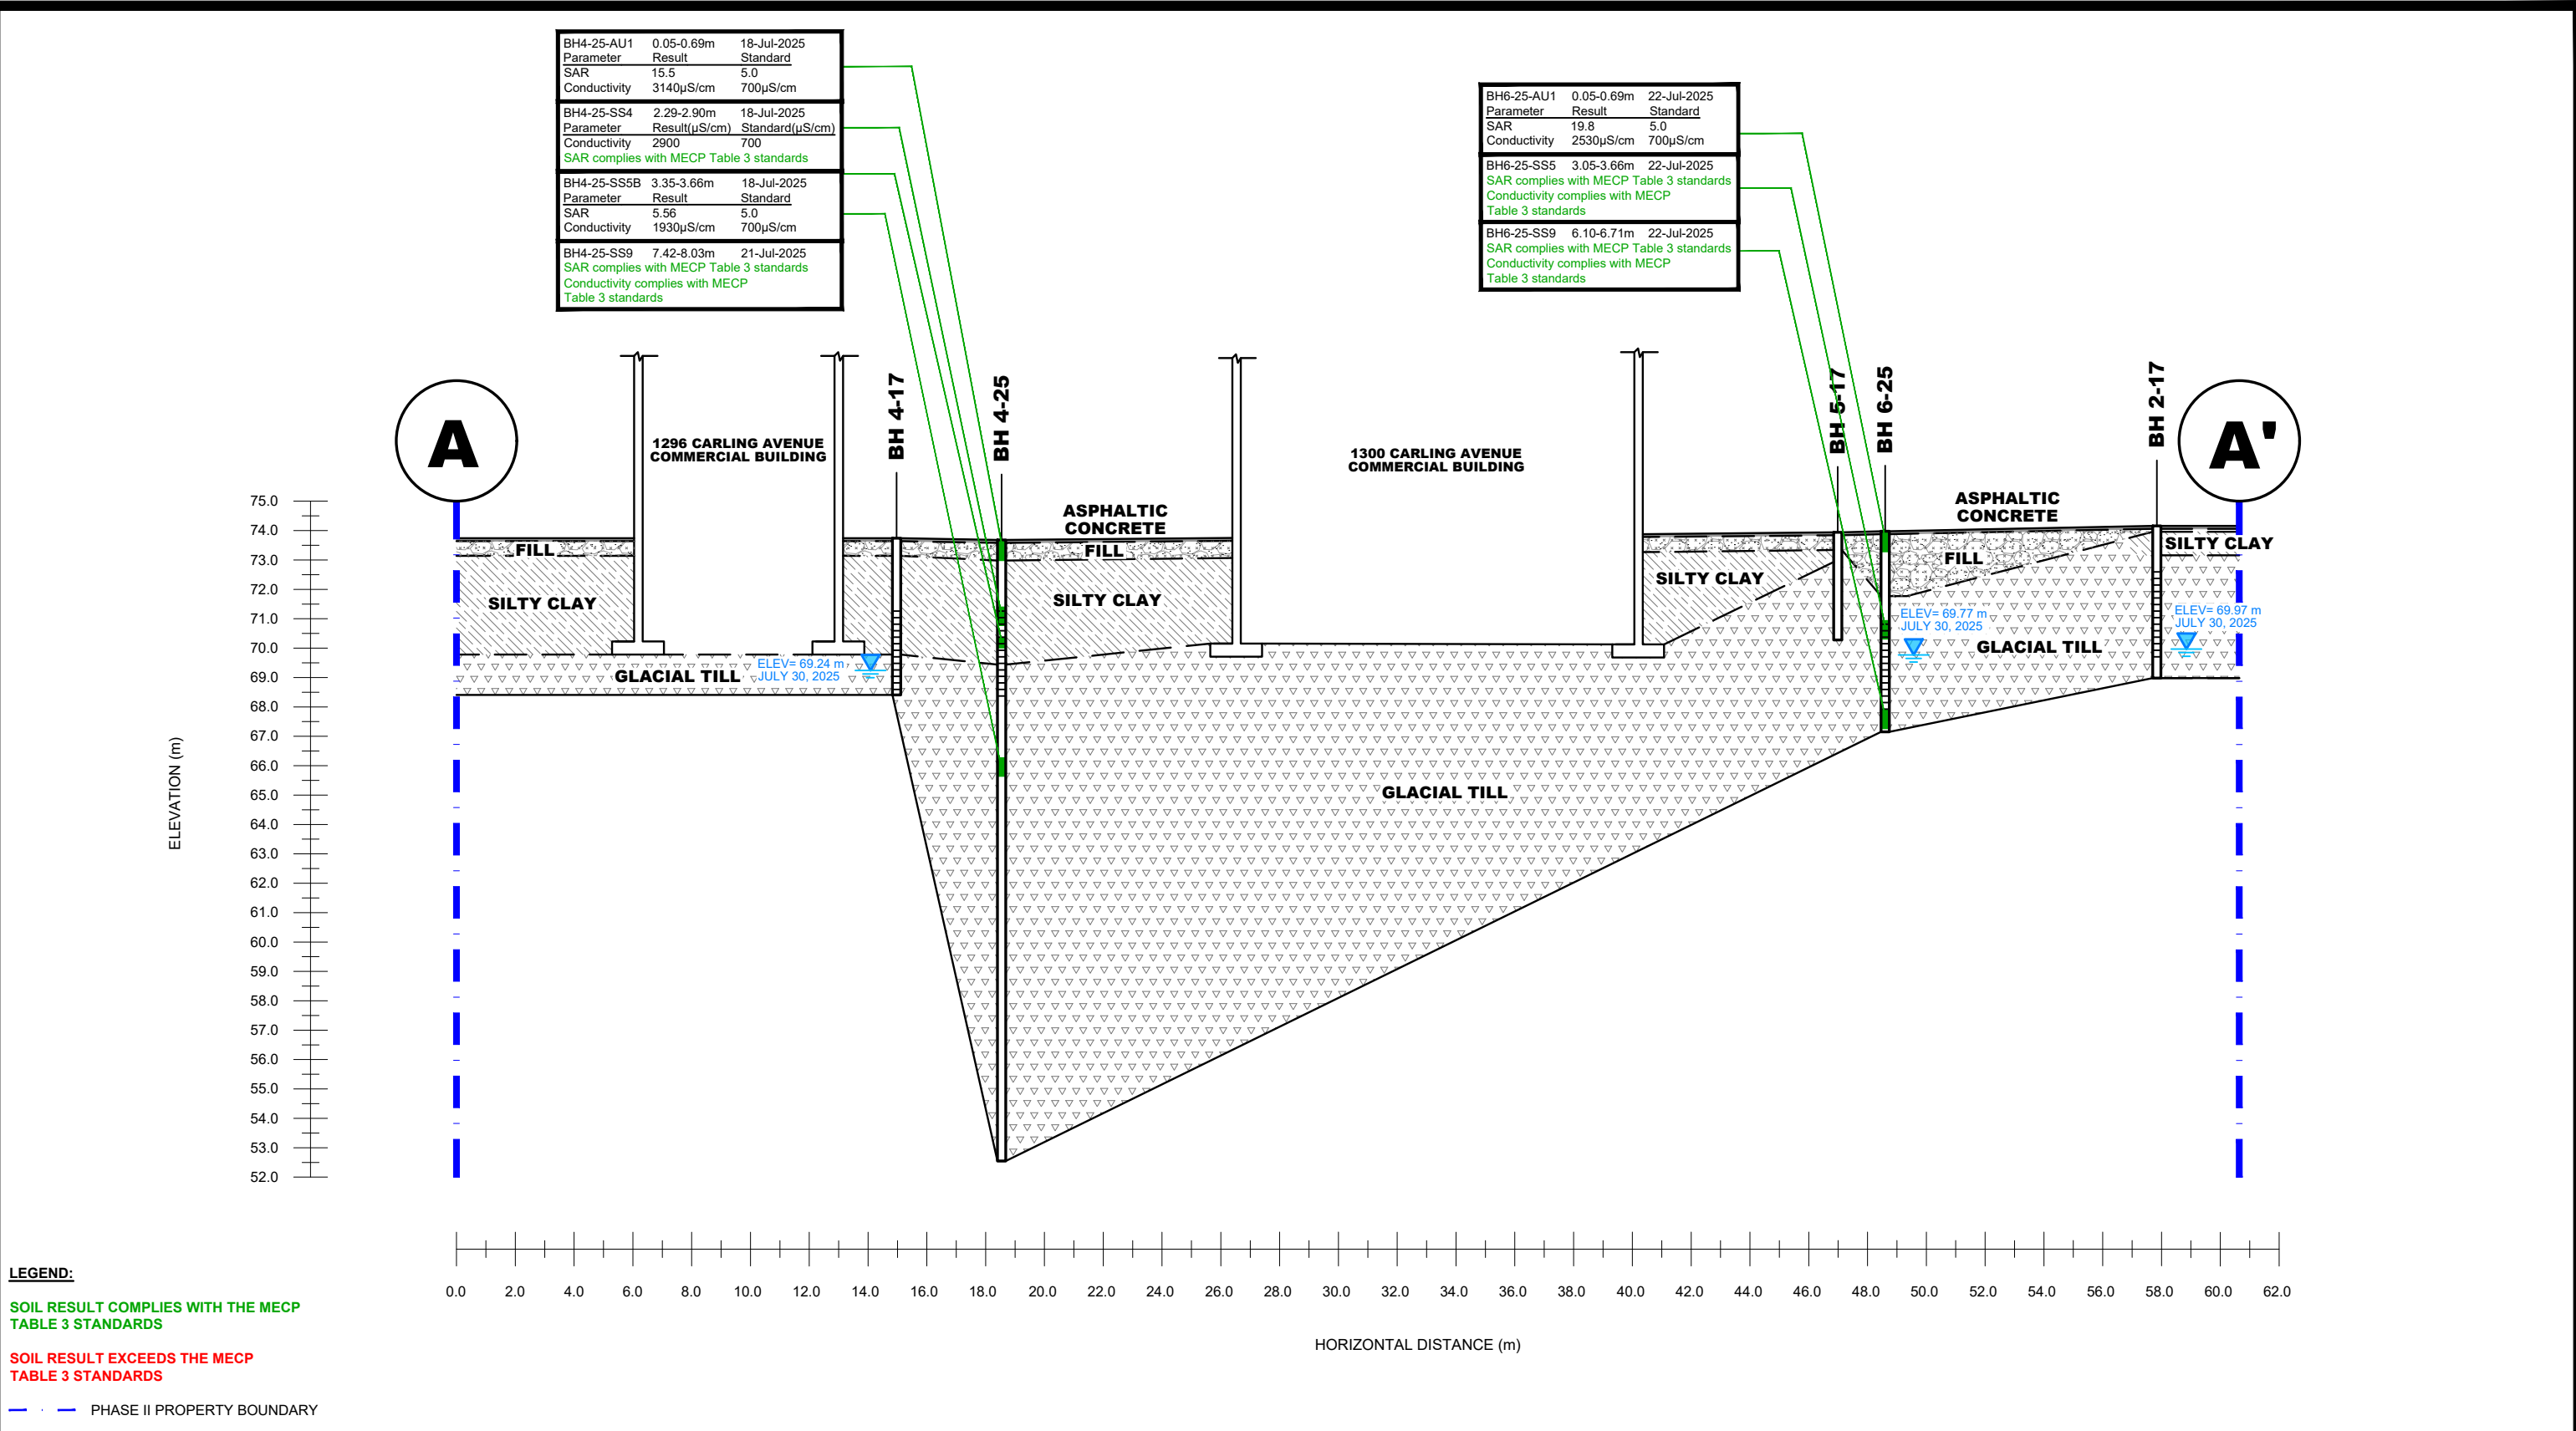 BH4-25-AU1 0.05-0.69m 18-Jul-2025
Parameter Result Standard
SAR 15.5 5.0
Conductivity 3140µS/cm 700µS/cm
BH4-25-SS4 2.29-2.90m 18-Jul-2025
Parameter Result(µS/cm) Standard(µS/cm)
Conductivity 2900 700
SAR complies with MECP Table 3 standards
BH4-25-SS5B 3.35-3.66m 18-Jul-2025
Parameter Result Standard
SAR 5.56 5.0
Conductivity 1930µS/cm 700µS/cm
BH4-25-SS9 7.42-8.03m 21-Jul-2025
SAR complies with MECP Table 3 standards
Conductivity complies with MECP
Table 3 standards
BH6-25-AU1 0.05-0.69m 22-Jul-2025
Parameter Result Standard
SAR 19.8 5.0
Conductivity 2530µS/cm 700µS/cm
BH6-25-SS5 3.05-3.66m 22-Jul-2025
SAR complies with MECP Table 3 standards
Conductivity complies with MECP
Table 3 standards
BH6-25-SS9 6.10-6.71m 22-Jul-2025
SAR complies with MECP Table 3 standards
Conductivity complies with MECP
Table 3 standards
A
1296 CARLING AVENUE
COMMERCIAL BUILDING
BH 4-17
BH 4-25
1300 CARLING AVENUE
COMMERCIAL BUILDING
BH 5-17
BH 6-25
BH 2-17
A'
ASPHALTIC
CONCRETE
ASPHALTIC
CONCRETE
FILL
FILL
FILL
SILTY CLAY
SILTY CLAY
SILTY CLAY
SILTY CLAY
GLACIAL TILL
GLACIAL TILL
GLACIAL TILL
ELEV= 69.24 m
JULY 30, 2025
ELEV= 69.77 m
JULY 30, 2025
ELEV= 69.97 m
JULY 30, 2025
ELEVATION (m)
75.0
74.0
73.0
72.0
71.0
70.0
69.0
68.0
67.0
66.0
65.0
64.0
63.0
62.0
61.0
60.0
59.0
58.0
57.0
56.0
55.0
54.0
53.0
52.0
0.0 2.0 4.0 6.0 8.0 10.0 12.0 14.0 16.0 18.0 20.0 22.0 24.0 26.0 28.0 30.0 32.0 34.0 36.0 38.0 40.0 42.0 44.0 46.0 48.0 50.0 52.0 54.0 56.0 58.0 60.0 62.0
HORIZONTAL DISTANCE (m)
LEGEND:
SOIL RESULT COMPLIES WITH THE MECP
TABLE 3 STANDARDS
SOIL RESULT EXCEEDS THE MECP
TABLE 3 STANDARDS
PHASE II PROPERTY BOUNDARY